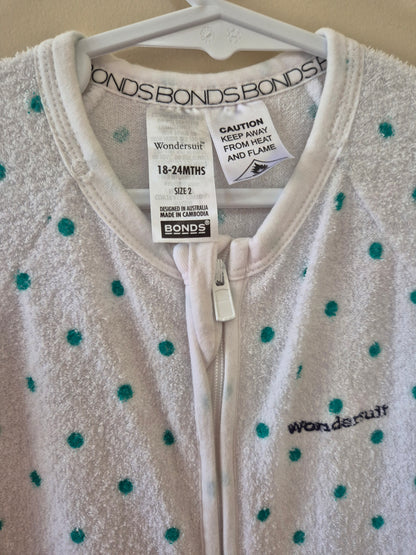 BONDSBONDSBONDS
Wondersuit
18-24MTHS
SIZE 2
DESIGNED IN AUSTRALIA
MADE IN CAMBODIA
BONDS
CAUTION
KEEP AWAY
FROM HEAT
AND FLAME
wondersuit